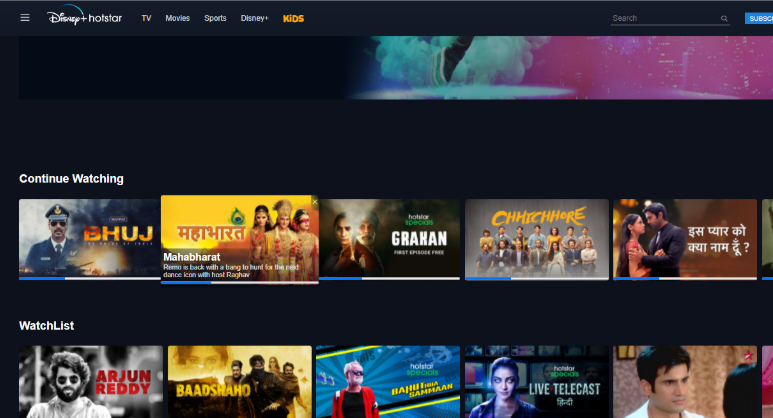 Disney+ hotstar
TV
Movies
Sports
Disney+
KiDS
Search
SUBSC
Continue Watching
BHUJ
महाभारत
Mahabharat
Remo is back with a bang to hunt for the next
dance icon with host Raghav
hotstar
specials
GRAHAN
FIRST EPISODE FREE
CHHICHHORE
इस प्यार को
क्या नाम दूँ ?
WatchList
ARJUN
REDDY
BAADSHAHO
hotstar
specials
BAHUT HUA
SAMMAAN
hotstar
specials
LIVE TELECAST
हिन्दी